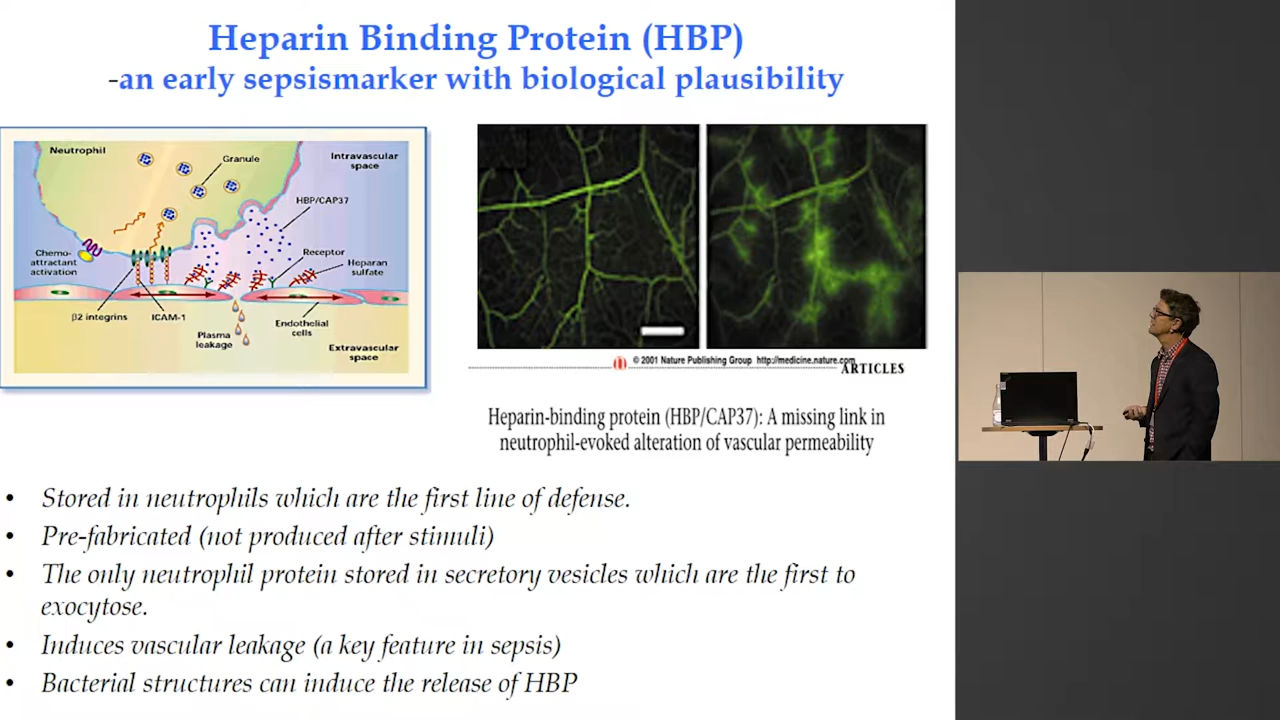 Heparin Binding Protein (HBP)
-an early sepsismarker with biological plausibility
Neutrophil
Granule
Intravascular
space
HBP/CAP37
Chemo-
attractant
activation
Receptor
Heparan
sulfate
β2 integrins
ICAM-1
Plasma
leakage
Endothelial
cells
Extravascular
space
© 2001 Nature Publishing Group http://medicine.nature.com
ARTICLES
Heparin-binding protein (HBP/CAP37): A missing link in
neutrophil-evoked alteration of vascular permeability
• Stored in neutrophils which are the first line of defense.
• Pre-fabricated (not produced after stimuli)
• The only neutrophil protein stored in secretory vesicles which are the first to
exocytose.
• Induces vascular leakage (a key feature in sepsis)
• Bacterial structures can induce the release of HBP